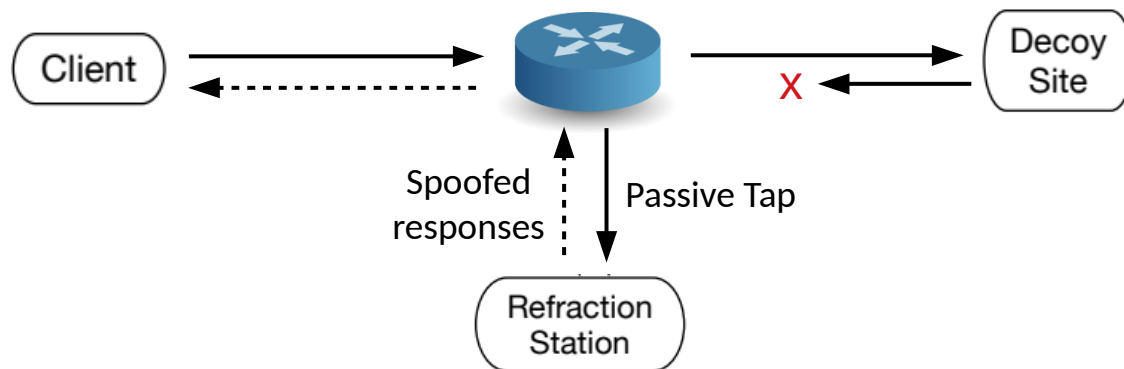 Client
Decoy
Site
X
Spoofed
responses
Passive Tap
Refraction
Station